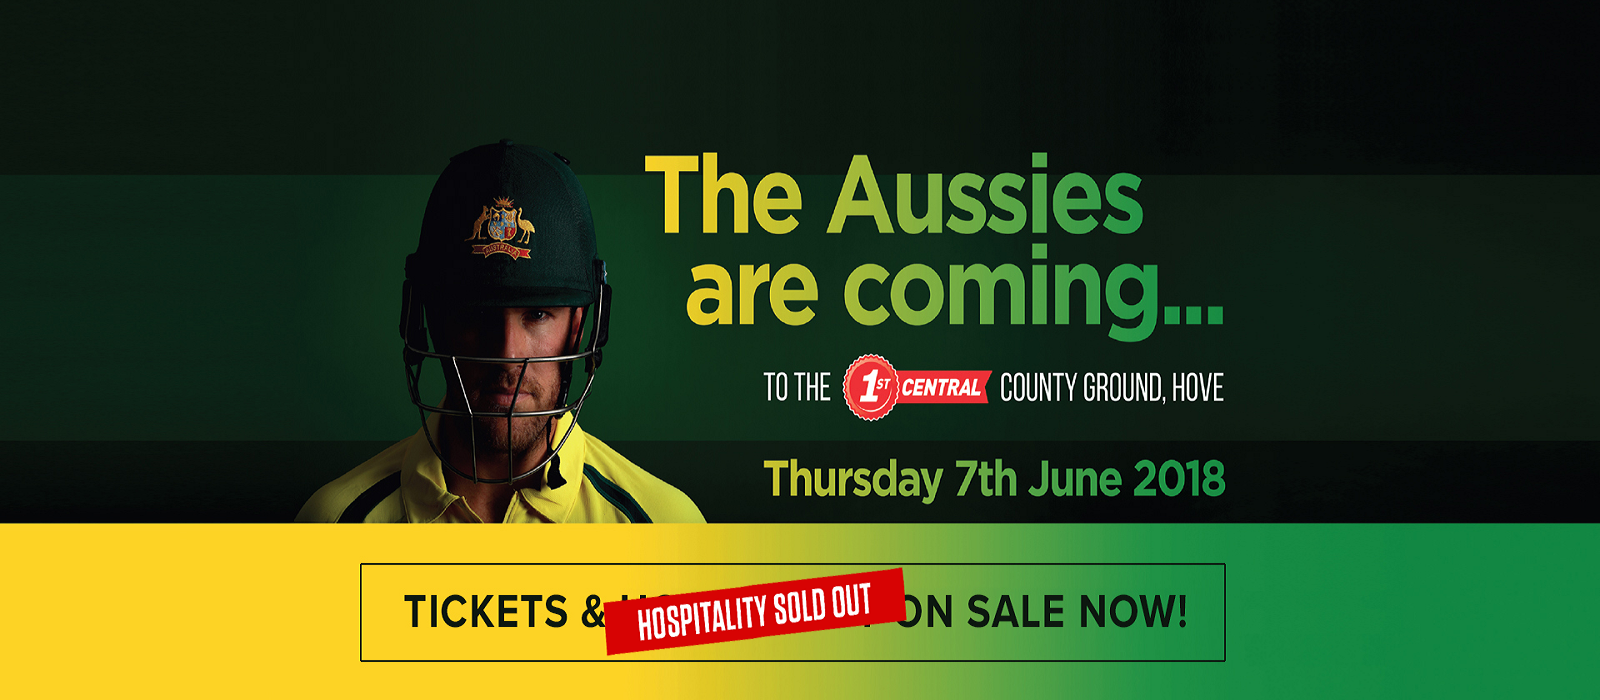 AUSTRALIA
The Aussies
are coming...
TO THE 1ST CENTRAL COUNTY GROUND, HOVE
Thursday 7th June 2018
TICKETS & ON SALE NOW!
HOSPITALITY SOLD OUT